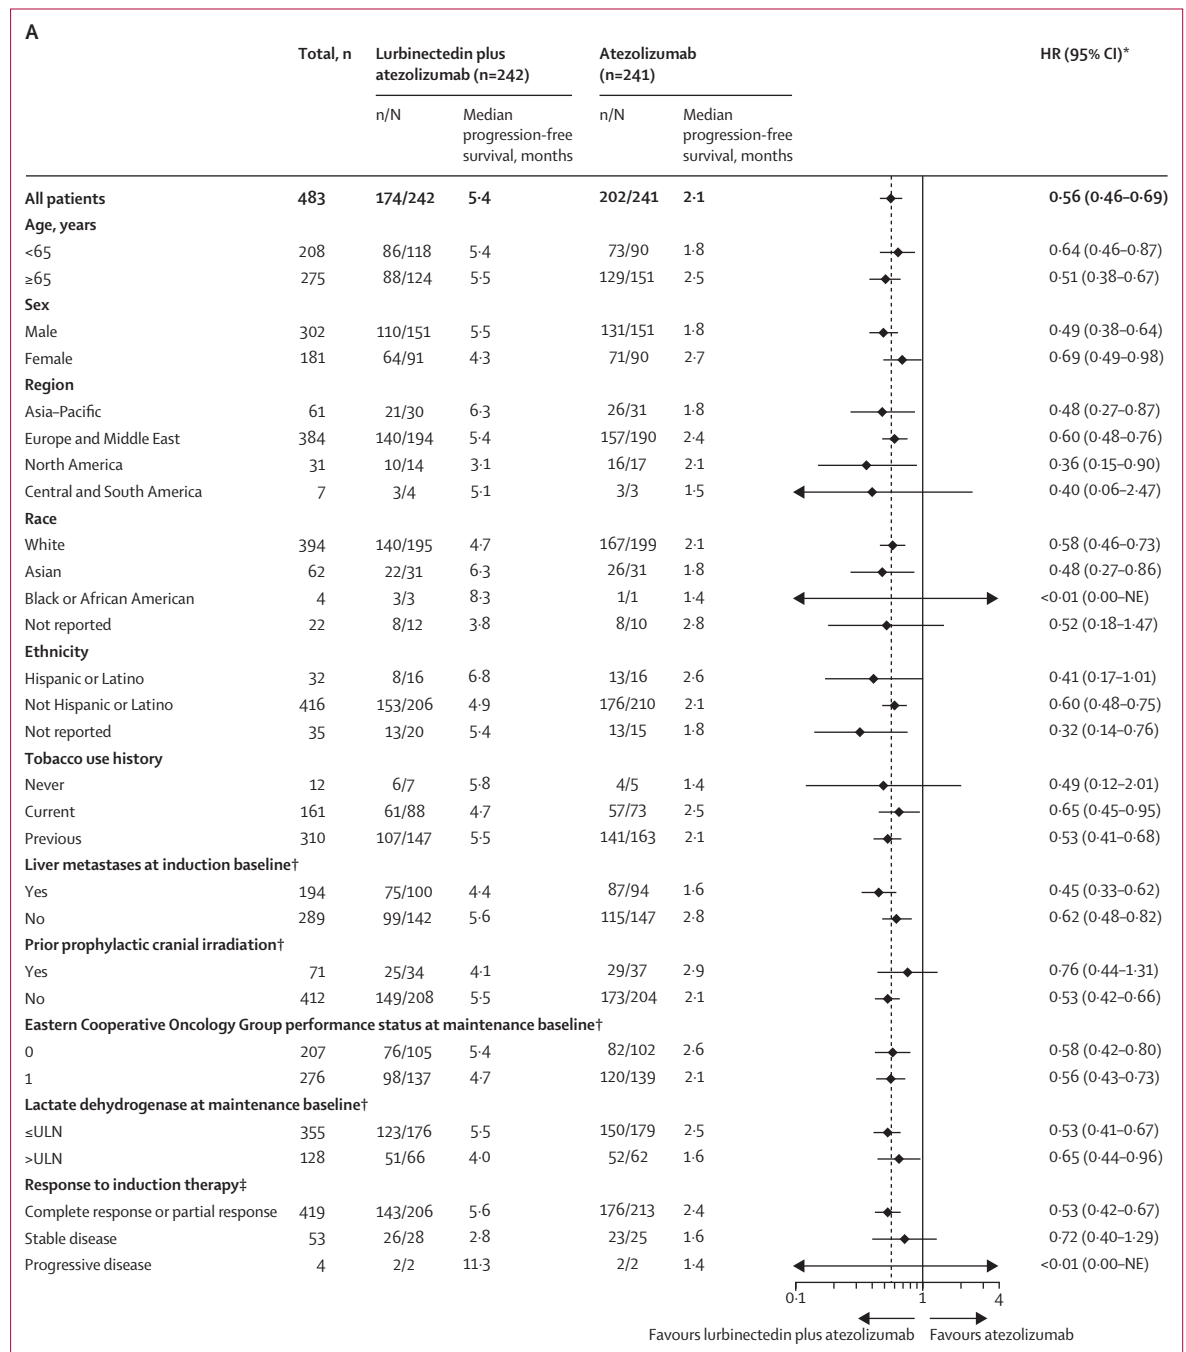 A
Total, n Lurbinectedin plus atezolizumab (n=242) Atezolizumab (n=241) HR (95% CI)*
n/N Median progression-free survival, months n/N Median progression-free survival, months
All patients 483 174/242 5·4 202/241 2·1 0·56 (0·46–0·69)
Age, years
<65 208 86/118 5·4 73/90 1·8 0·64 (0·46–0·87)
≥65 275 88/124 5·5 129/151 2·5 0·51 (0·38–0·67)
Sex
Male 302 110/151 5·5 131/151 1·8 0·49 (0·38–0·64)
Female 181 64/91 4·3 71/90 2·7 0·69 (0·49–0·98)
Region
Asia–Pacific 61 21/30 6·3 26/31 1·8 0·48 (0·27–0·87)
Europe and Middle East 384 140/194 5·4 157/190 2·4 0·60 (0·48–0·76)
North America 31 10/14 3·1 16/17 2·1 0·36 (0·15–0·90)
Central and South America 7 3/4 5·1 3/3 1·5 0·40 (0·06–2·47)
Race
White 394 140/195 4·7 167/199 2·1 0·58 (0·46–0·73)
Asian 62 22/31 6·3 26/31 1·8 0·48 (0·27–0·86)
Black or African American 4 3/3 8·3 1/1 1·4 <0·01 (0·00–NE)
Not reported 22 8/12 3·8 8/10 2·8 0·52 (0·18–1·47)
Ethnicity
Hispanic or Latino 32 8/16 6·8 13/16 2·6 0·41 (0·17–1·01)
Not Hispanic or Latino 416 153/206 4·9 176/210 2·1 0·60 (0·48–0·75)
Not reported 35 13/20 5·4 13/15 1·8 0·32 (0·14–0·76)
Tobacco use history
Never 12 6/7 5·8 4/5 1·4 0·49 (0·12–2·01)
Current 161 61/88 4·7 57/73 2·5 0·65 (0·45–0·95)
Previous 310 107/147 5·5 141/163 2·1 0·53 (0·41–0·68)
Liver metastases at induction baseline†
Yes 194 75/100 4·4 87/94 1·6 0·45 (0·33–0·62)
No 289 99/142 5·6 115/147 2·8 0·62 (0·48–0·82)
Prior prophylactic cranial irradiation†
Yes 71 25/34 4·1 29/37 2·9 0·76 (0·44–1·31)
No 412 149/208 5·5 173/204 2·1 0·53 (0·42–0·66)
Eastern Cooperative Oncology Group performance status at maintenance baseline†
0 207 76/105 5·4 82/102 2·6 0·58 (0·42–0·80)
1 276 98/137 4·7 120/139 2·1 0·56 (0·43–0·73)
Lactate dehydrogenase at maintenance baseline†
≤ULN 355 123/176 5·5 150/179 2·5 0·53 (0·41–0·67)
>ULN 128 51/66 4·0 52/62 1·6 0·65 (0·44–0·96)
Response to induction therapy‡
Complete response or partial response 419 143/206 5·6 176/213 2·4 0·53 (0·42–0·67)
Stable disease 53 26/28 2·8 23/25 1·6 0·72 (0·40–1·29)
Progressive disease 4 2/2 11·3 2/2 1·4 <0·01 (0·00–NE)
0·1 1 4
Favours lurbinectedin plus atezolizumab Favours atezolizumab